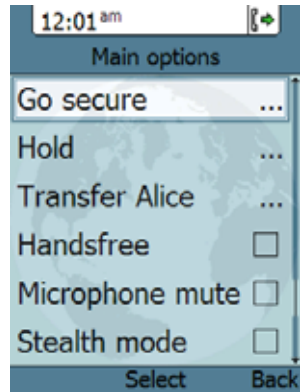 12:01 am
Main options
Go secure ...
Hold ...
Transfer Alice ...
Handsfree
Microphone mute
Stealth mode
Select Back